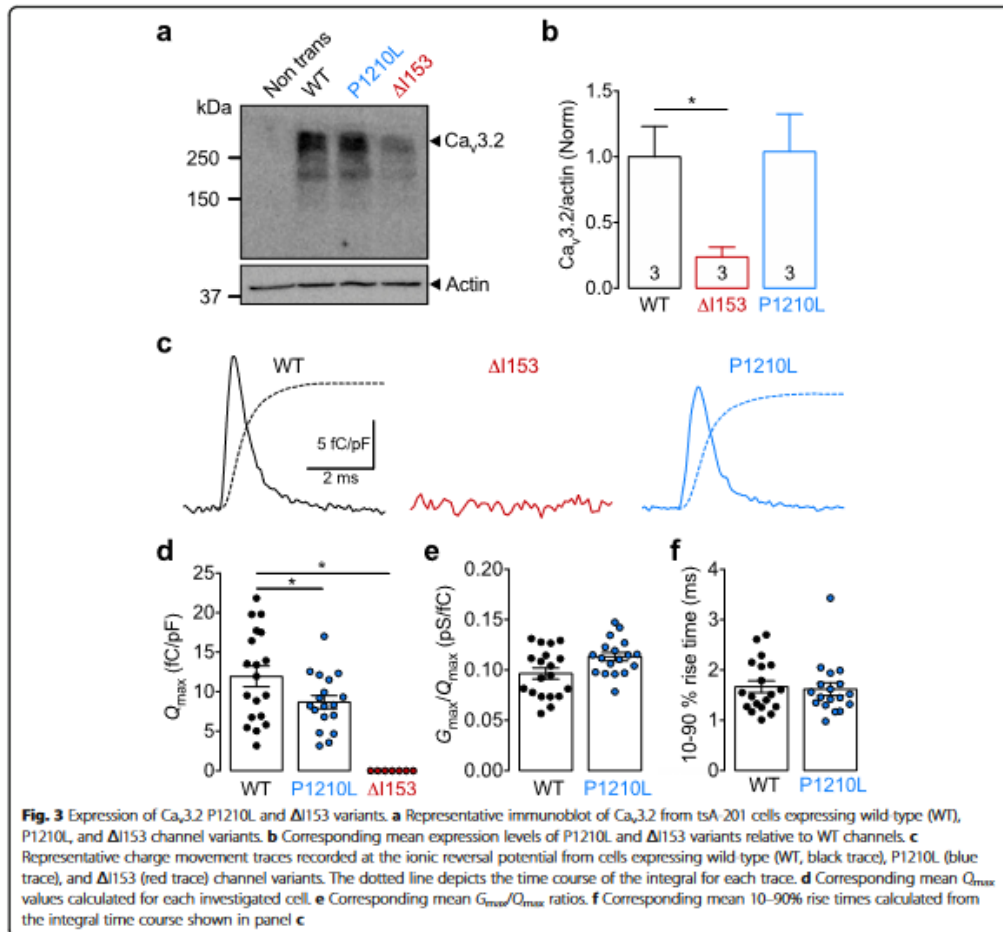 a
Non trans
WT
P1210L
ΔI153
kDa
250
150
37
Caᵥ3.2
Actin
b
Caᵥ3.2/actin (Norm)
1.5
1.0
0.5
0.0
*
3
3
3
WT
ΔI153
P1210L
c
WT
ΔI153
P1210L
5 fC/pF
2 ms
d
Qmax (fC/pF)
25
20
15
10
5
0
*
*
WT
P1210L
ΔI153
e
Gmax/Qmax (pS/fC)
0.20
0.15
0.10
0.05
0.00
WT
P1210L
f
10-90 % rise time (ms)
4
3
2
1
0
WT
P1210L
Fig. 3 Expression of Caᵥ3.2 P1210L and ΔI153 variants. a Representative immunoblot of Caᵥ3.2 from tsA-201 cells expressing wild-type (WT),
P1210L, and ΔI153 channel variants. b Corresponding mean expression levels of P1210L and ΔI153 variants relative to WT channels. c
Representative charge movement traces recorded at the ionic reversal potential from cells expressing wild-type (WT, black trace), P1210L (blue
trace), and ΔI153 (red trace) channel variants. The dotted line depicts the time course of the integral for each trace. d Corresponding mean Qmax
values calculated for each investigated cell. e Corresponding mean Gmax/Qmax ratios. f Corresponding mean 10–90% rise times calculated from
the integral time course shown in panel c